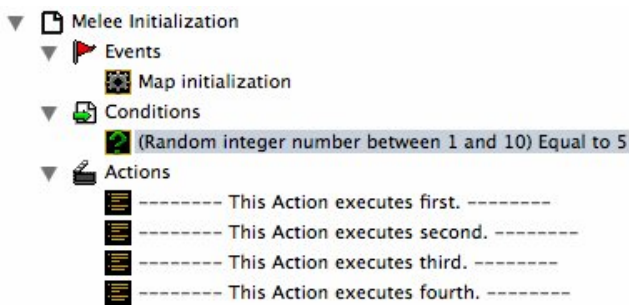 Melee Initialization
Events
Map initialization
Conditions
(Random integer number between 1 and 10) Equal to 5
Actions
-------- This Action executes first. --------
-------- This Action executes second. --------
-------- This Action executes third. --------
-------- This Action executes fourth. --------